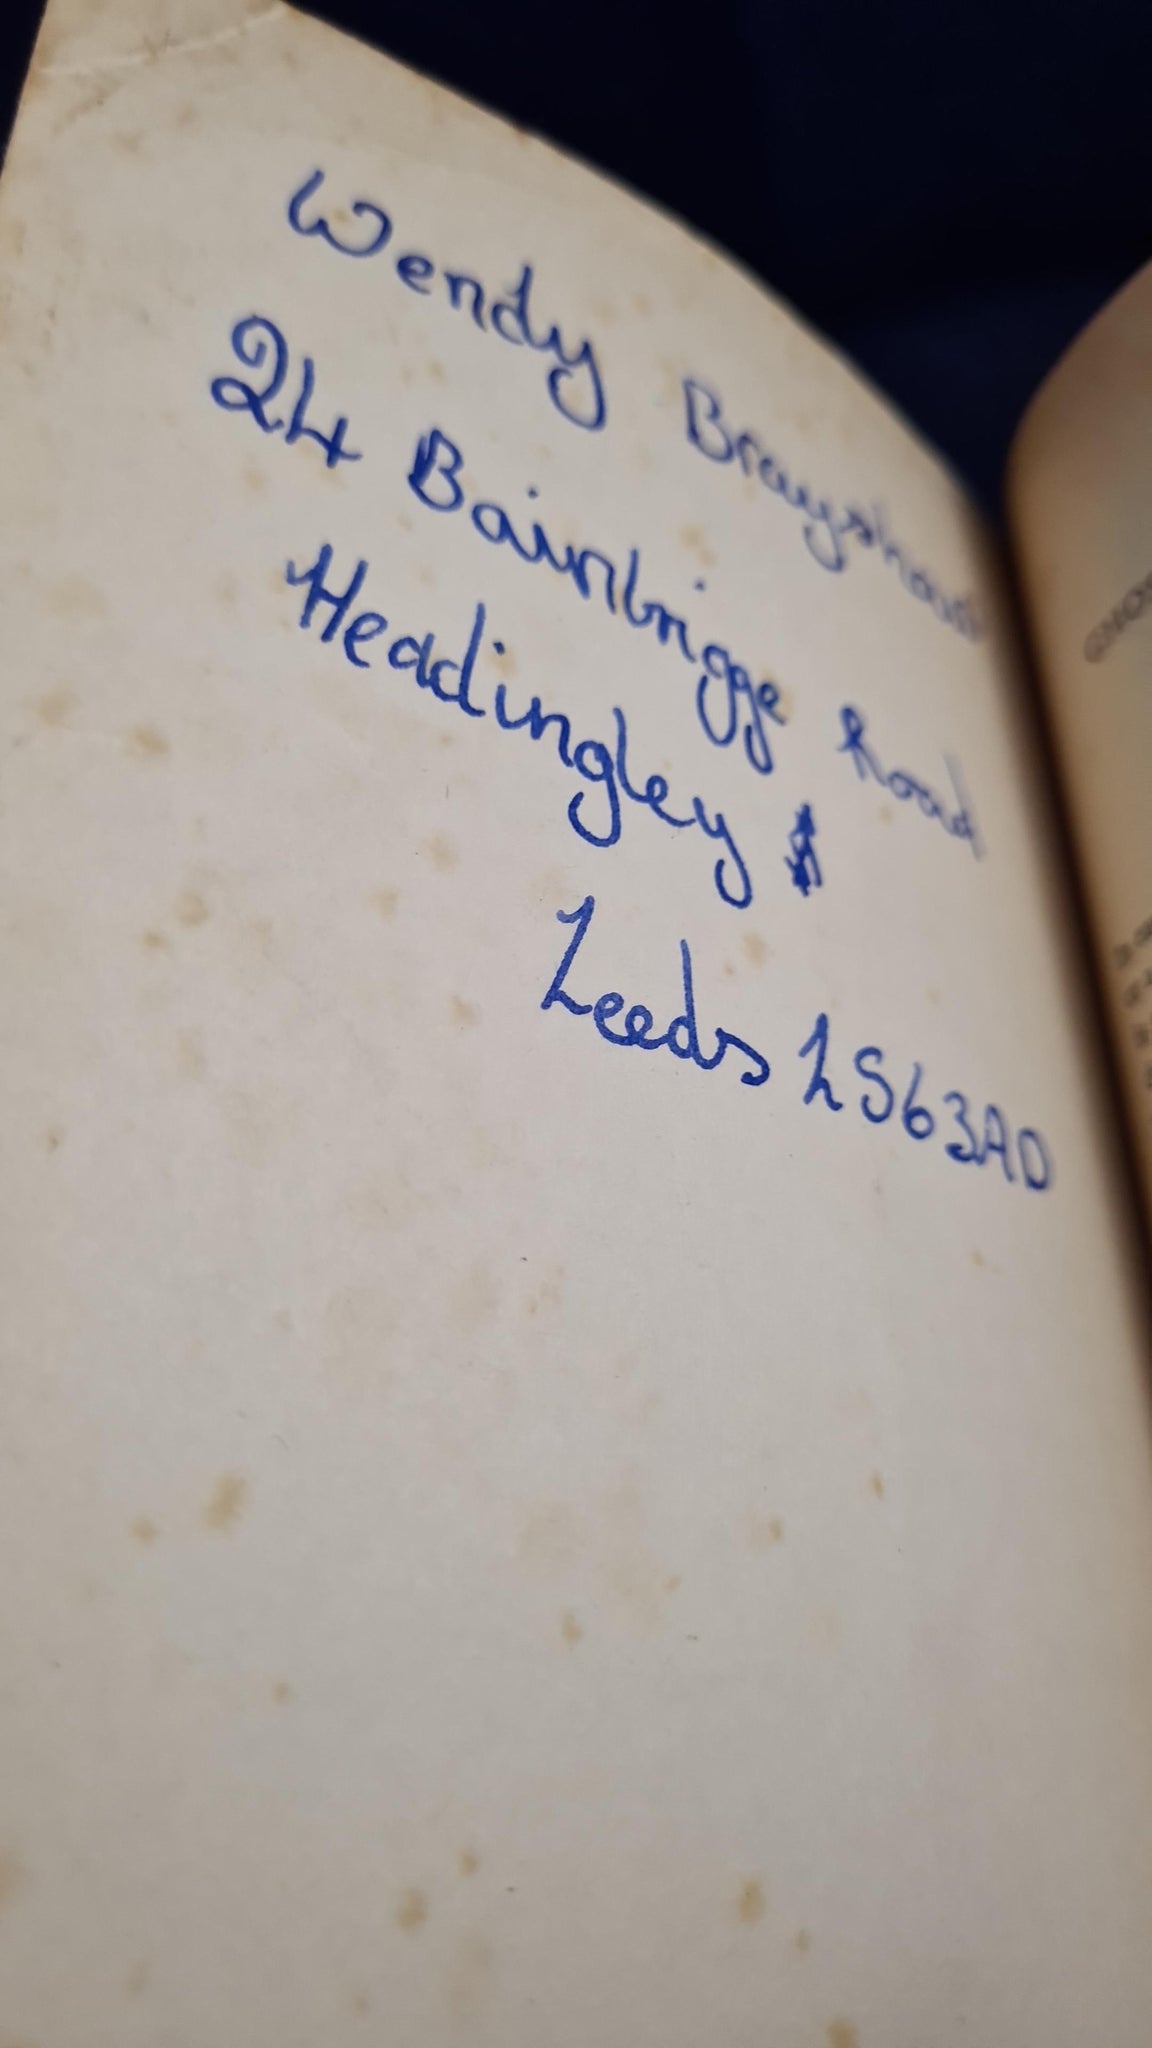 Wendy Brayshaw
24 Bainbrigge Road
Headingley
Leeds LS63AD